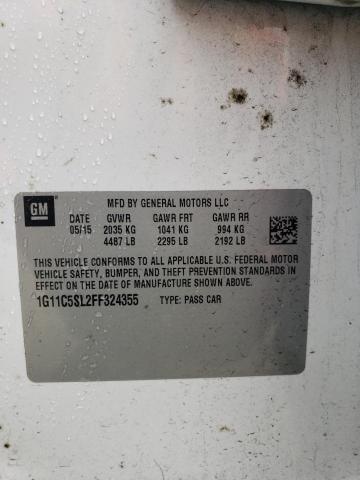 GM
MFD BY GENERAL MOTORS LLC
DATE GVWR GAWR FRT GAWR RR
05/15 2035 KG 1041 KG 994 KG
4487 LB 2295 LB 2192 LB
THIS VEHICLE CONFORMS TO ALL APPLICABLE U.S. FEDERAL MOTOR
VEHICLE SAFETY, BUMPER, AND THEFT PREVENTION STANDARDS IN
EFFECT ON THE DATE OF MANUFACTURE SHOWN ABOVE.
1G11C5SL2FF324355 TYPE: PASS CAR